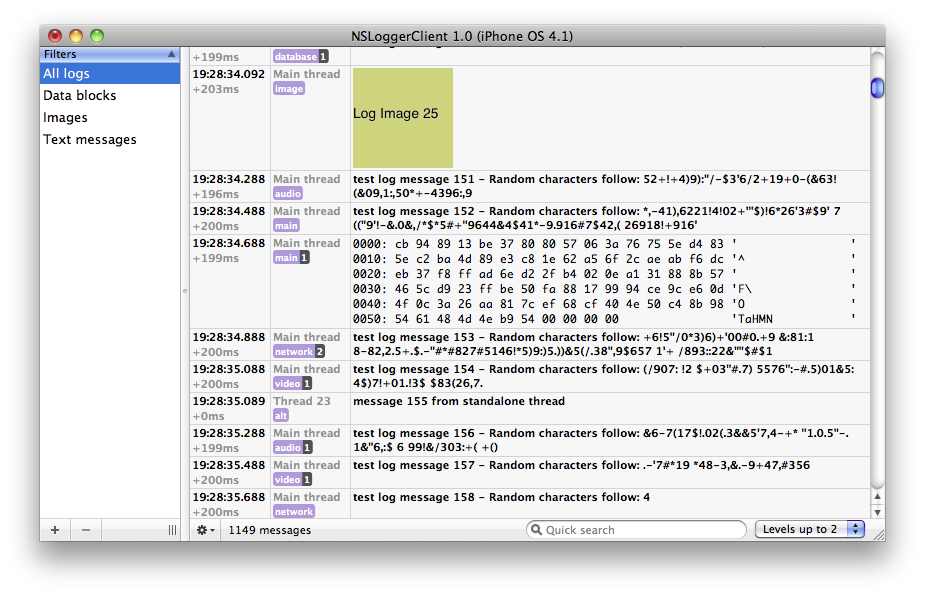 NSLoggerClient 1.0 (iPhone OS 4.1)
Filters
All logs
Data blocks
Images
Text messages
+199ms
database 1
19:28:34.092
+203ms
Main thread
image
Log Image 25
19:28:34.288
+196ms
Main thread
audio
test log message 151 - Random characters follow: 52+!+4)9):"/-$3'6/2+19+0-(&63!
(&09,1:,50*+-4396:,9
19:28:34.488
+200ms
Main thread
main
test log message 152 - Random characters follow: *,-41),6221!4!02+"'$)!6*26'3#$9' 7
(("9'!-&.0&,/*$*5#+"9644&4$41*-9.916#7$42,( 26918!+916'
19:28:34.688
+199ms
Main thread
main 1
0000: cb 94 89 13 be 37 80 80 57 06 3a 76 75 5e d4 83 ' '
0010: 5e c2 ba 4d 89 e3 c8 1e 62 a5 6f 2c ae ab f6 dc '^ '
0020: eb 37 f8 ff ad 6e d2 2f b4 02 0e a1 31 88 8b 57 ' '
0030: 46 5c d9 23 ff be 50 fa 88 17 99 94 ce 9c e6 0d 'F\ '
0040: 4f 0c 3a 26 aa 81 7c ef 68 cf 40 4e 50 c4 8b 98 'O '
0050: 54 61 48 4d 4e b9 54 00 00 00 00 'TaHMN '
19:28:34.888
+200ms
Main thread
network 2
test log message 153 - Random characters follow: +6!5"/0*3)6)+'00#0.+9 &:81:1
8-82,2.5+.$.-"#*#827#5146!*5)9:)5.))&5(/.38",9$657 1'+ /893::22&""'$#$1
19:28:35.088
+200ms
Main thread
video 1
test log message 154 - Random characters follow: (/907: !2 $+03"#.7) 5576":-#.5)01&5:
4$)7!+01.!3$ $83(26,7.
19:28:35.089
+0ms
Thread 23
alt
message 155 from standalone thread
19:28:35.288
+199ms
Main thread
audio 1
test log message 156 - Random characters follow: &6-7(17$!.02(.3&&5'7,4-+* "1.0.5"-.
1&"6,:$ 6 99!&/303:+( +()
19:28:35.488
+200ms
Main thread
video 1
test log message 157 - Random characters follow: .-'7#*19 *48-3,&.-9+47,#356
19:28:35.688
+200ms
Main thread
network
test log message 158 - Random characters follow: 4
1149 messages
Quick search
Levels up to 2